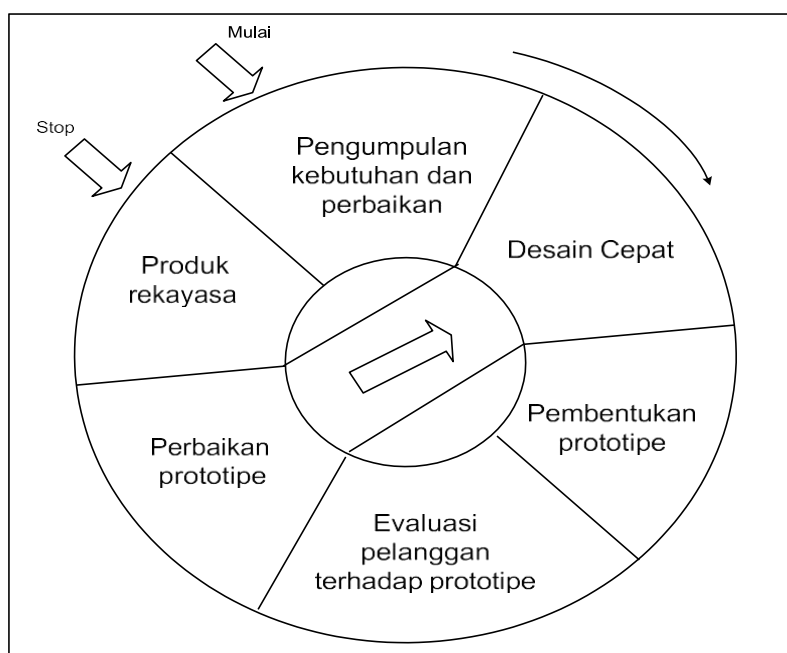 Mulai
Stop
Pengumpulan
kebutuhan dan
perbaikan
Desain Cepat
Pembentukan
prototipe
Evaluasi
pelanggan
terhadap prototipe
Perbaikan
prototipe
Produk
rekayasa